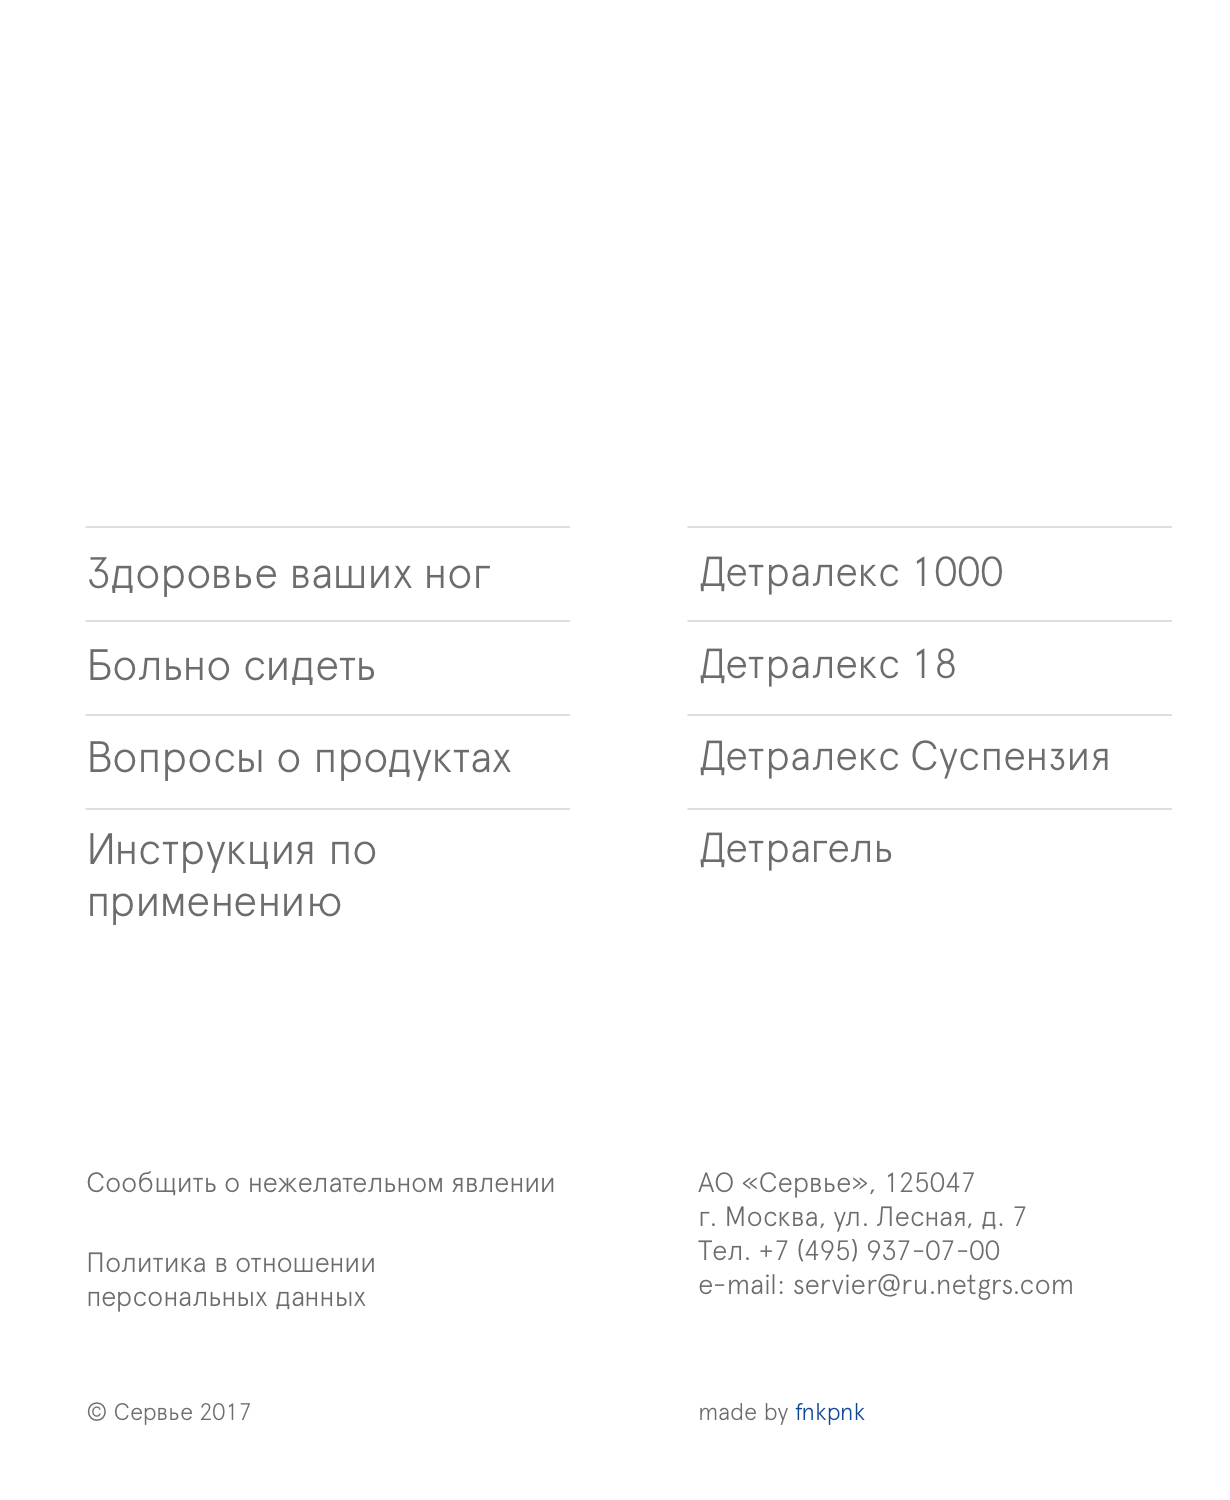 Здоровье ваших ног
Больно сидеть
Вопросы о продуктах
Инструкция по
применению
Детралекс 1000
Детралекс 18
Детралекс Суспензия
Детрагель
Сообщить о нежелательном явлении
Политика в отношении
персональных данных
АО «Сервье», 125047
г. Москва, ул. Лесная, д. 7
Тел. +7 (495) 937-07-00
e-mail: servier@ru.netgrs.com
© Сервье 2017
made by fnkpnk